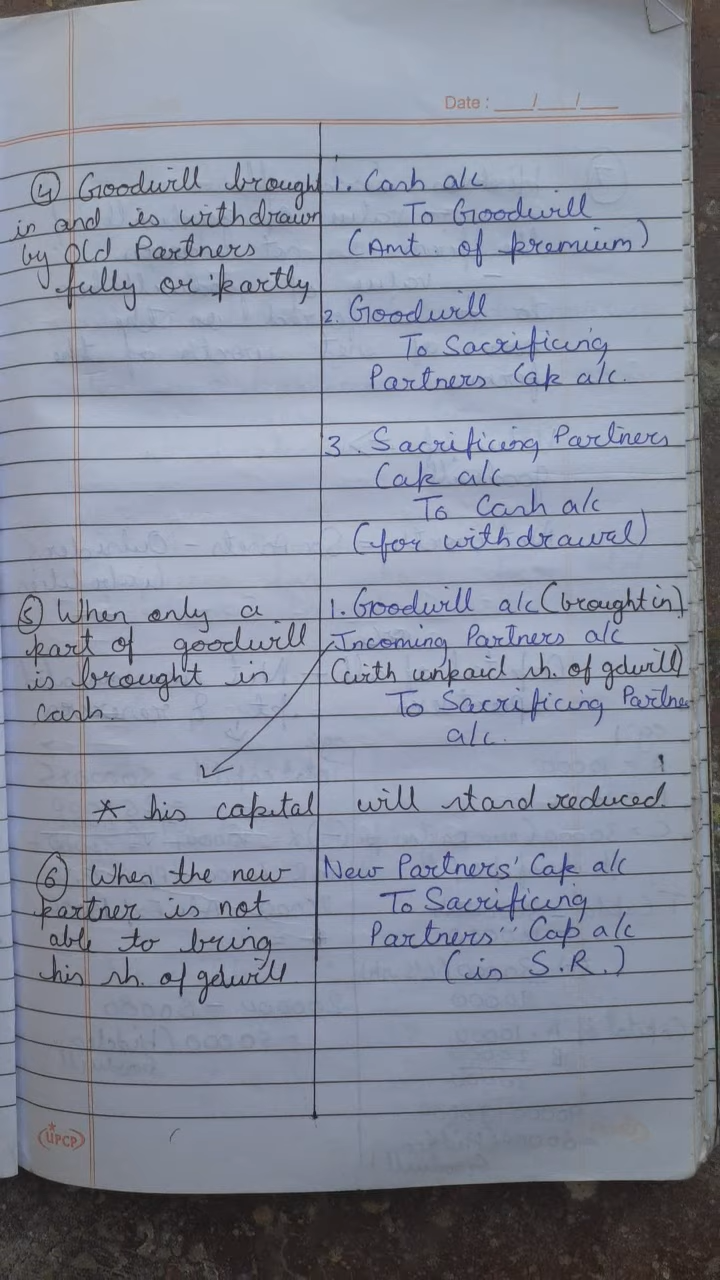 Date : ___/___/___
④ Goodwill brought
in and is withdrawn
by Old Partners
fully or partly
1. Cash a/c
To Goodwill
(Amt. of premium)
2. Goodwill
To Sacrificing
Partners Cap a/c.
3. Sacrificing Partners
Cap a/c
To Cash a/c
(for withdrawal)
⑤ When only a
part of goodwill
is brought in
cash.
1. Goodwill a/c (brought in)
Incoming Partners a/c
(with unpaid sh. of gdwill)
To Sacrificing Partne
a/c.
* his capital will stand reduced.
⑥ When the new
partner is not
able to bring
his sh. of gdwill
New Partners' Cap a/c
To Sacrificing
Partners'' Cap a/c
(in S.R.)
UPCP